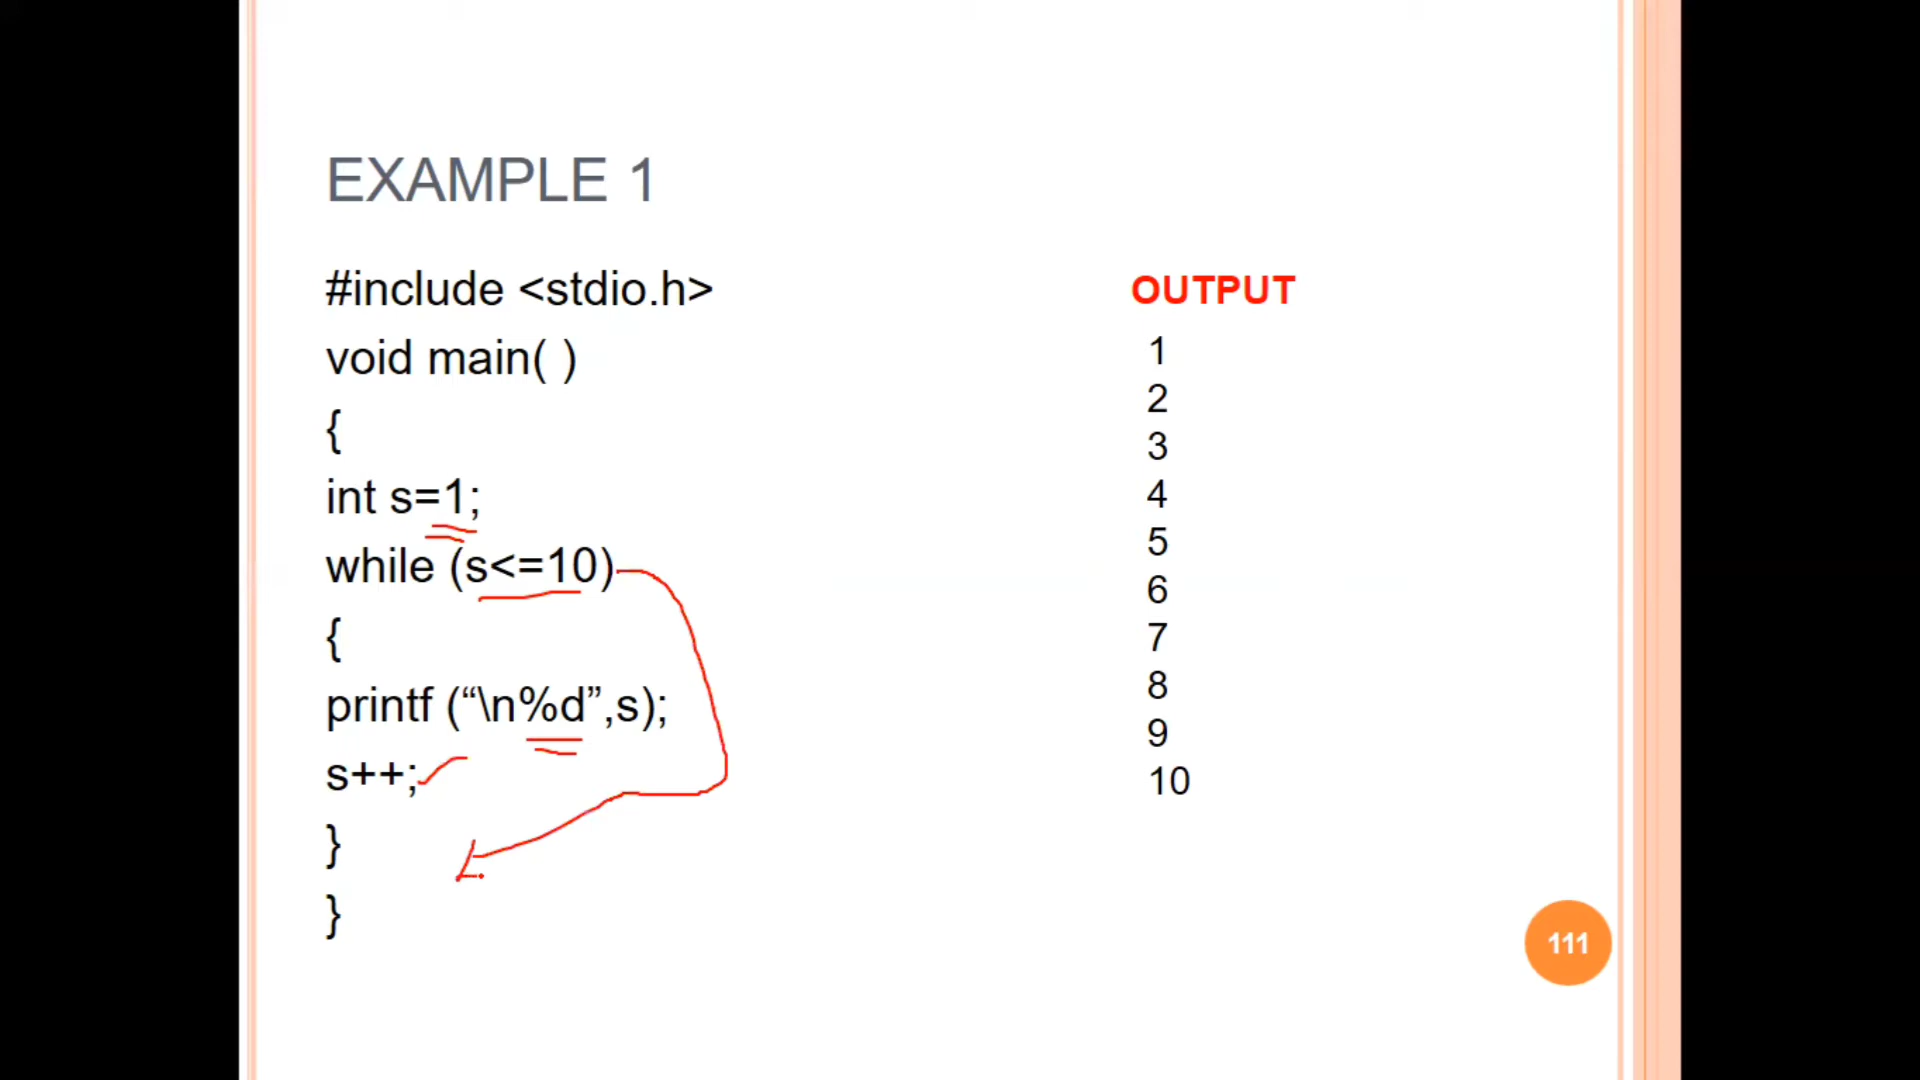 EXAMPLE 1
#include <stdio.h>
void main( )
{
int s=1;
while (s<=10)
{
printf (“\n%d”,s);
s++;
}
}
OUTPUT
1
2
3
4
5
6
7
8
9
10
111